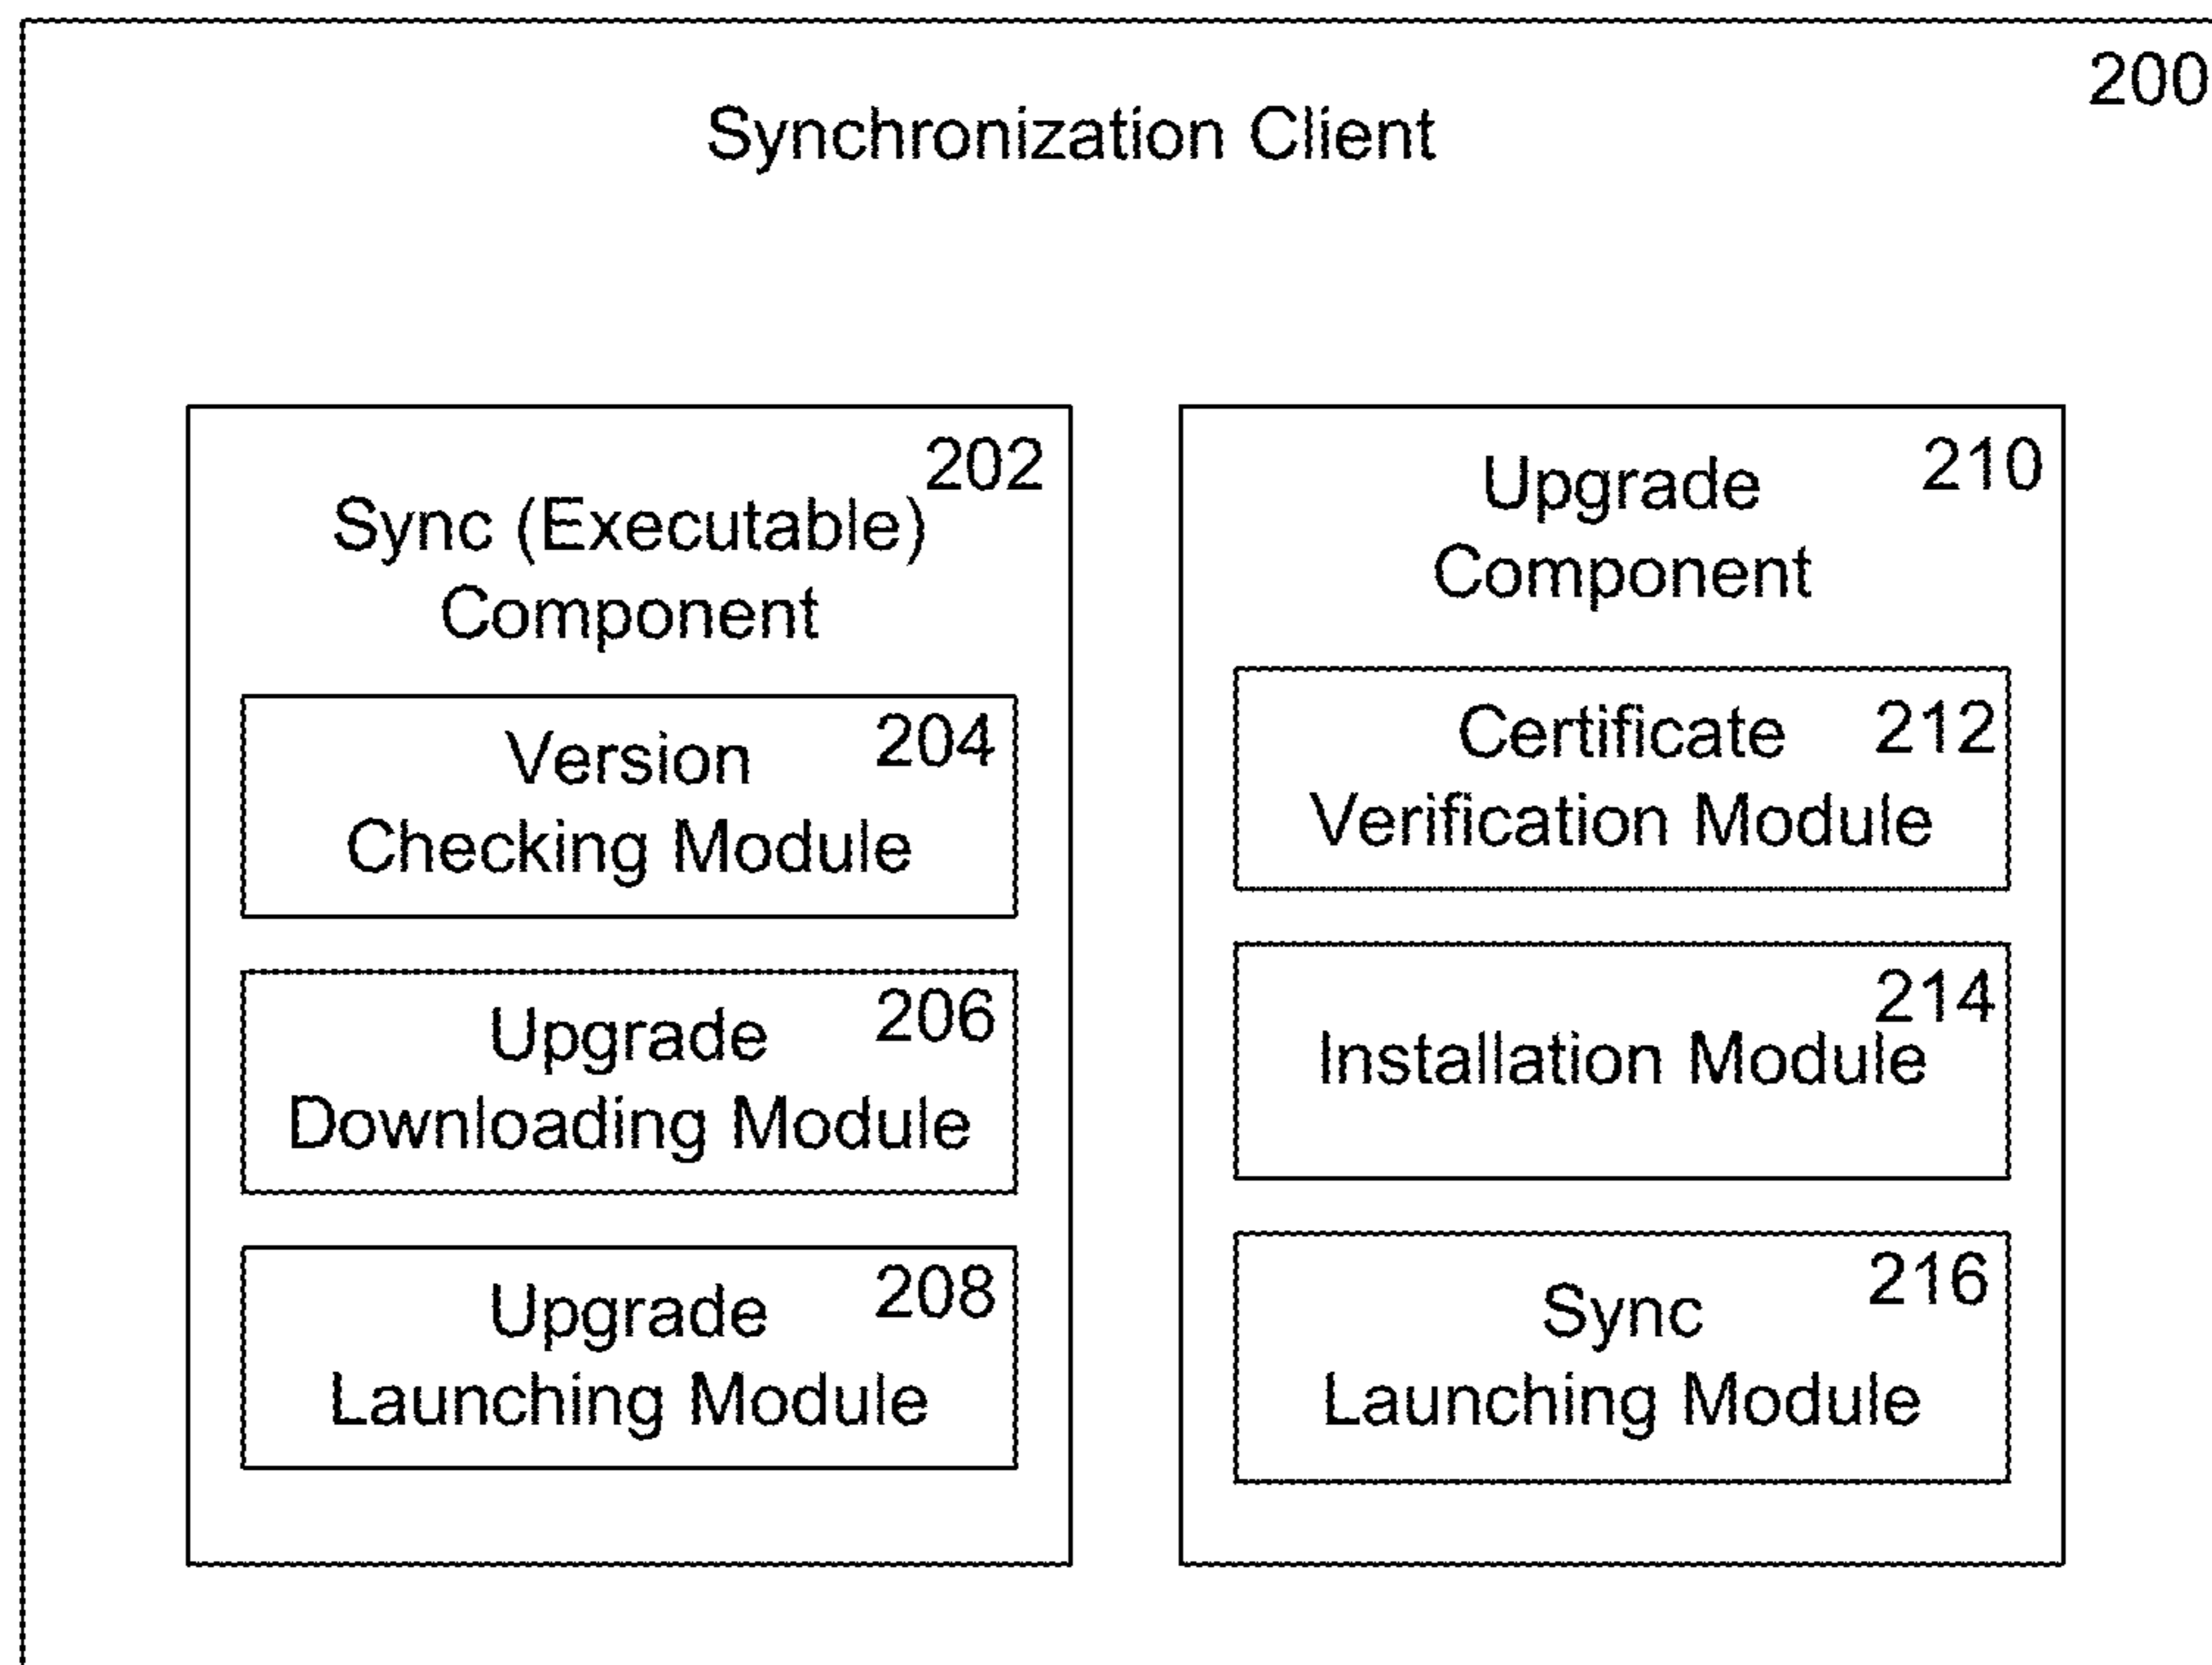 200
Synchronization Client
202
Sync (Executable)
Component
204
Version
Checking Module
206
Upgrade
Downloading Module
208
Upgrade
Launching Module
210
Upgrade
Component
212
Certificate
Verification Module
214
Installation Module
216
Sync
Launching Module